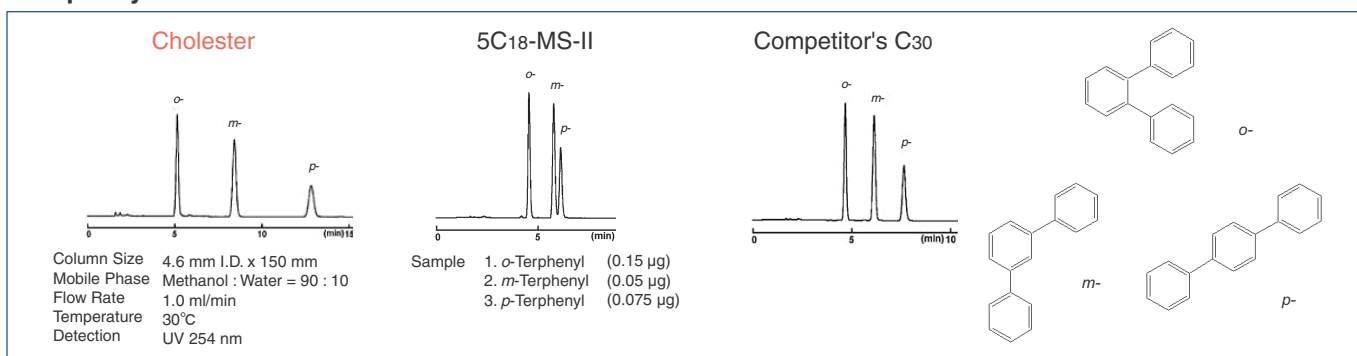 Cholester
o-
m-
p-
0 5 10 (min) 15
Column Size 4.6 mm I.D. x 150 mm
Mobile Phase Methanol : Water = 90 : 10
Flow Rate 1.0 ml/min
Temperature 30°C
Detection UV 254 nm
5C18-MS-II
o-
m-
p-
0 5 (min)
Sample 1. o-Terphenyl (0.15 µg)
2. m-Terphenyl (0.05 µg)
3. p-Terphenyl (0.075 µg)
Competitor's C30
o-
m-
p-
0 5 (min) 10
o-
m-
p-